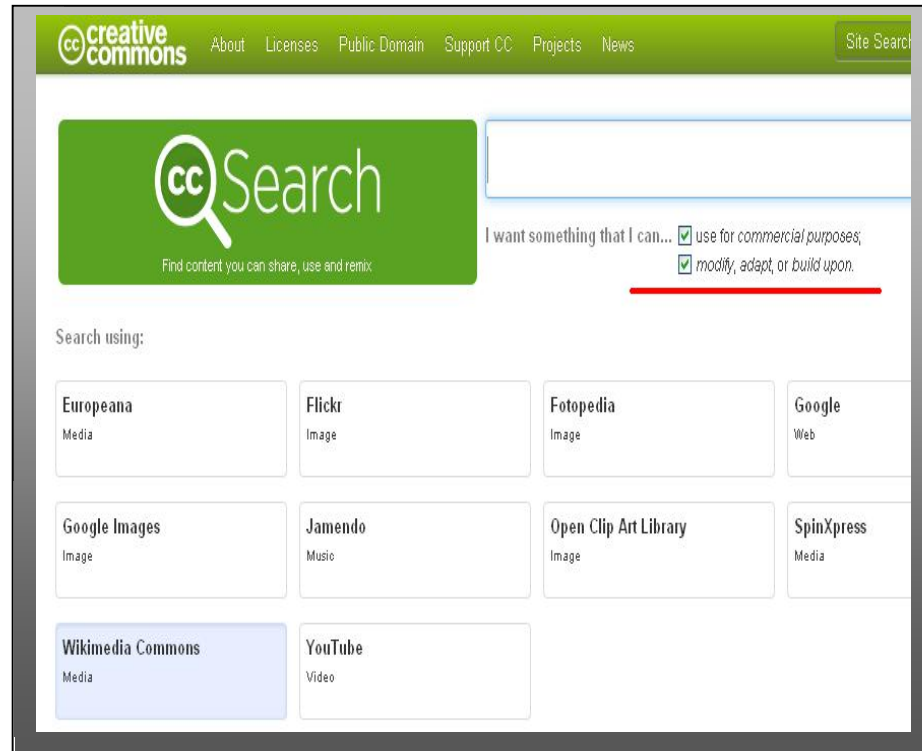 cc creative commons About Licenses Public Domain Support CC Projects News Site Search
cc Search
Find content you can share, use and remix
I want something that I can... use for commercial purposes;
modify, adapt, or build upon.
Search using:
Europeana Flickr Fotopedia Google
Media Image Image Web
Google Images Jamendo Open Clip Art Library SpinXpress
Image Music Image Media
Wikimedia Commons YouTube
Media Video